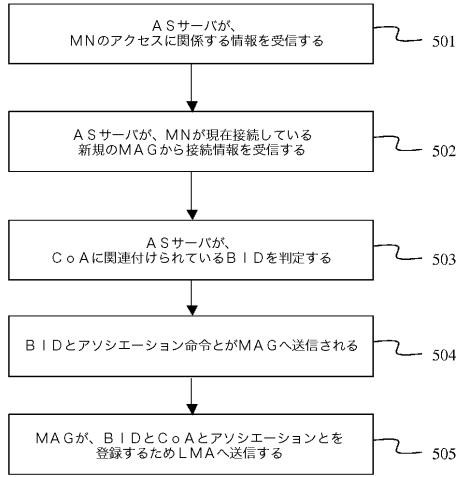 ＡＳサーバが、
ＭＮのアクセスに関係する情報を受信する
501
ＡＳサーバが、ＭＮが現在接続している
新規のＭＡＧから接続情報を受信する
502
ＡＳサーバが、
ＣｏＡに関連付けられているＢＩＤを判定する
503
ＢＩＤとアソシエーション命令とがＭＡＧへ送信される
504
ＭＡＧが、ＢＩＤとＣｏＡとアソシエーションとを
登録するためＬＭＡへ送信する
505